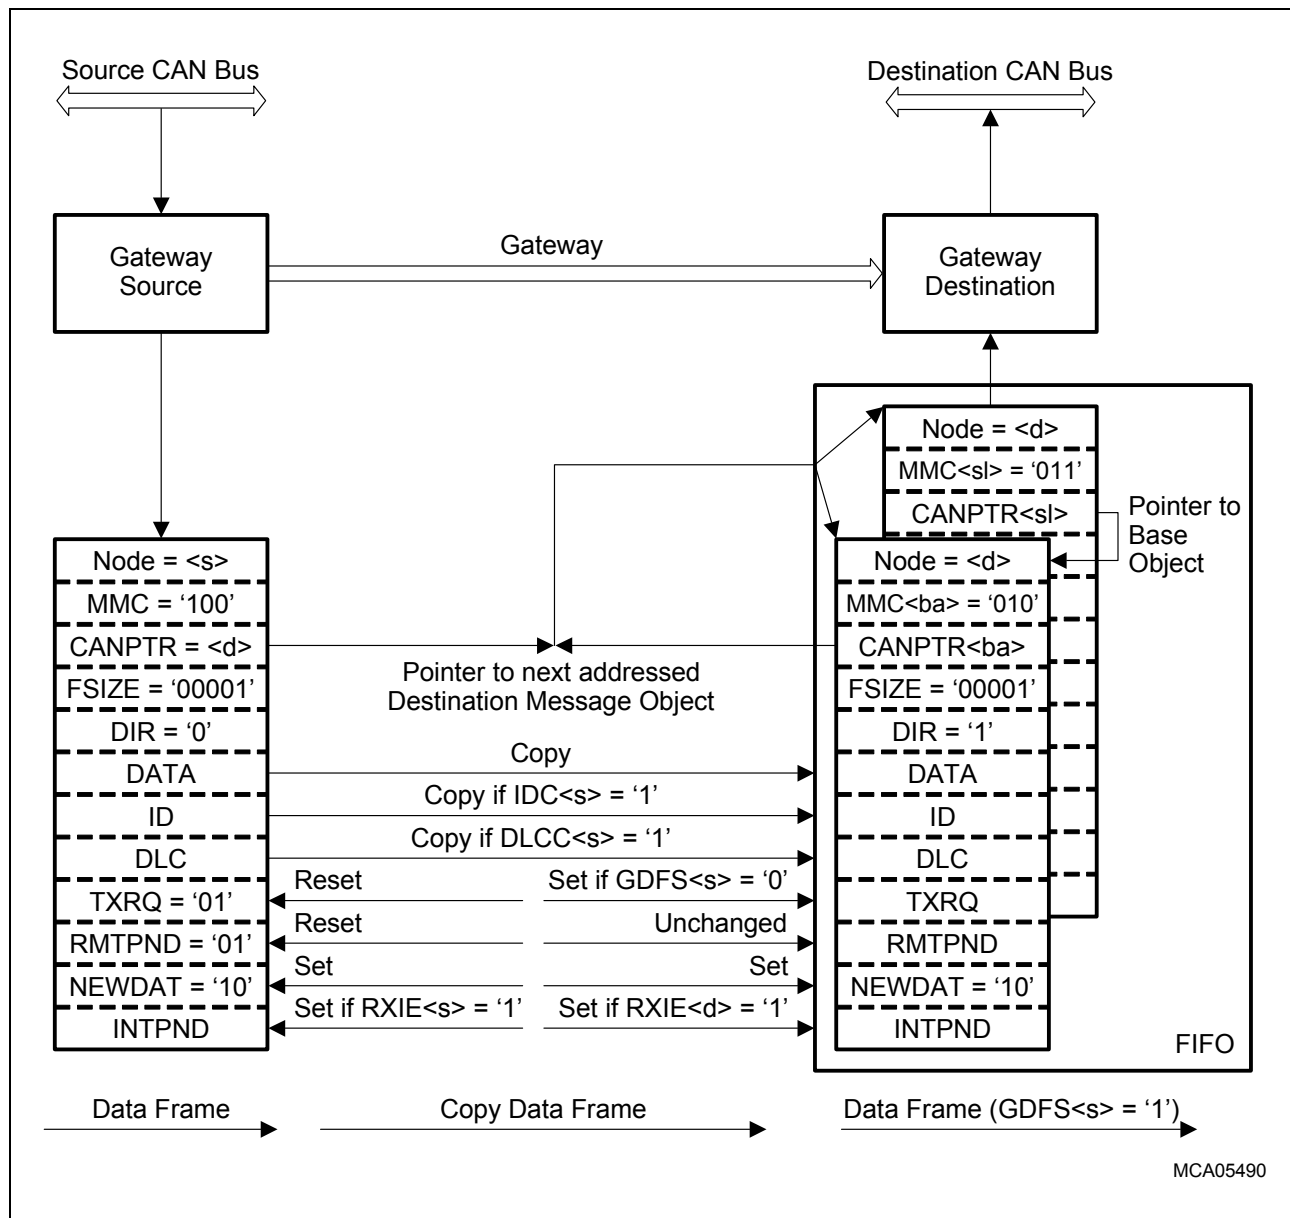 Source CAN Bus
Destination CAN Bus
Gateway
Source
Gateway
Gateway
Destination
Node = <d>
MMC<sl> = ‘011’
CANPTR<sl>
Pointer to
Base
Object
Node = <s>
MMC = ‘100’
CANPTR = <d>
FSIZE = ‘00001’
DIR = ‘0’
DATA
ID
DLC
TXRQ = ‘01’
RMTPND = ‘01’
NEWDAT = ‘10’
INTPND
Pointer to next addressed
Destination Message Object
Copy
Copy if IDC<s> = ‘1’
Copy if DLCC<s> = ‘1’
Reset
Set if GDFS<s> = ‘0’
Reset
Unchanged
Set
Set
Set if RXIE<s> = ‘1’
Set if RXIE<d> = ‘1’
Node = <d>
MMC<ba> = ‘010’
CANPTR<ba>
FSIZE = ‘00001’
DIR = ‘1’
DATA
ID
DLC
TXRQ
RMTPND
NEWDAT = ‘10’
INTPND
FIFO
Data Frame
Copy Data Frame
Data Frame (GDFS<s> = ‘1’)
MCA05490